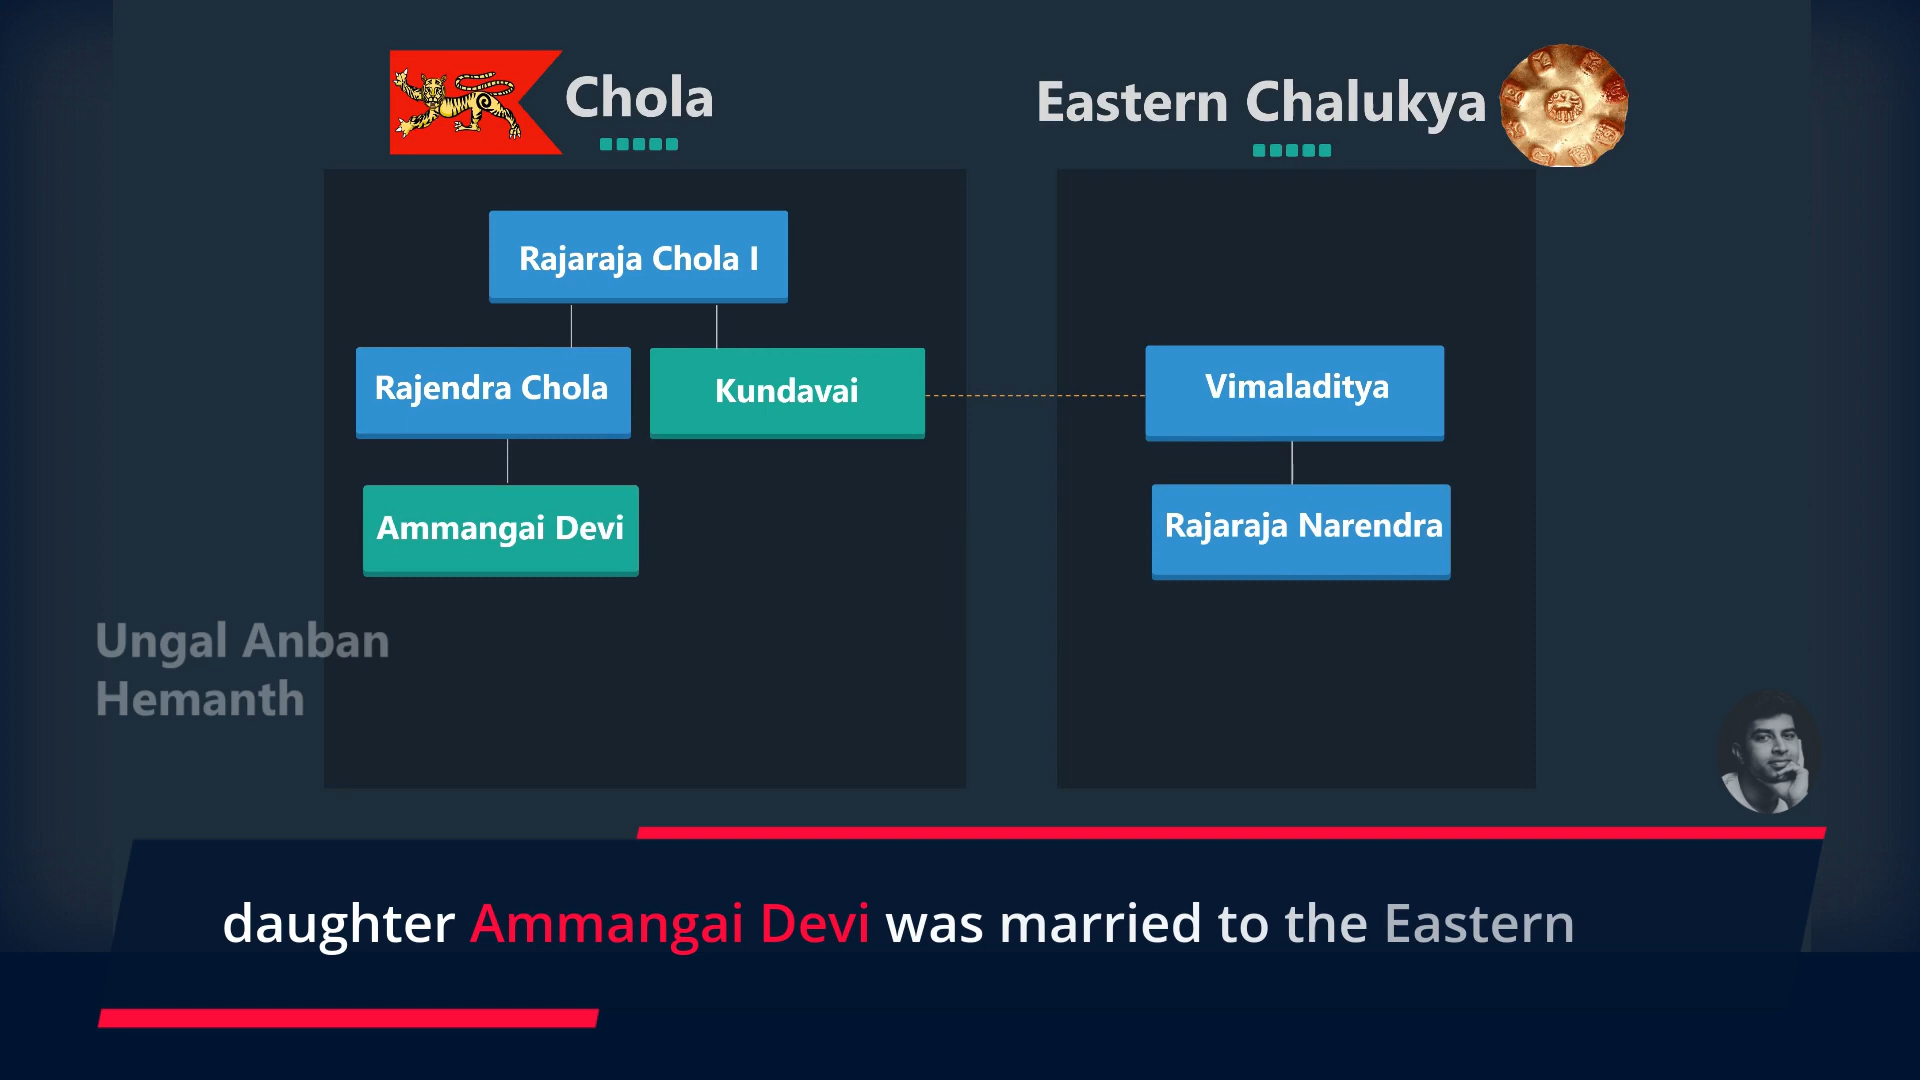 Chola
Eastern Chalukya
Rajaraja Chola I
Rajendra Chola
Kundavai
Vimaladitya
Ammangai Devi
Rajaraja Narendra
Ungal Anban
Hemanth
daughter Ammangai Devi was married to the Eastern